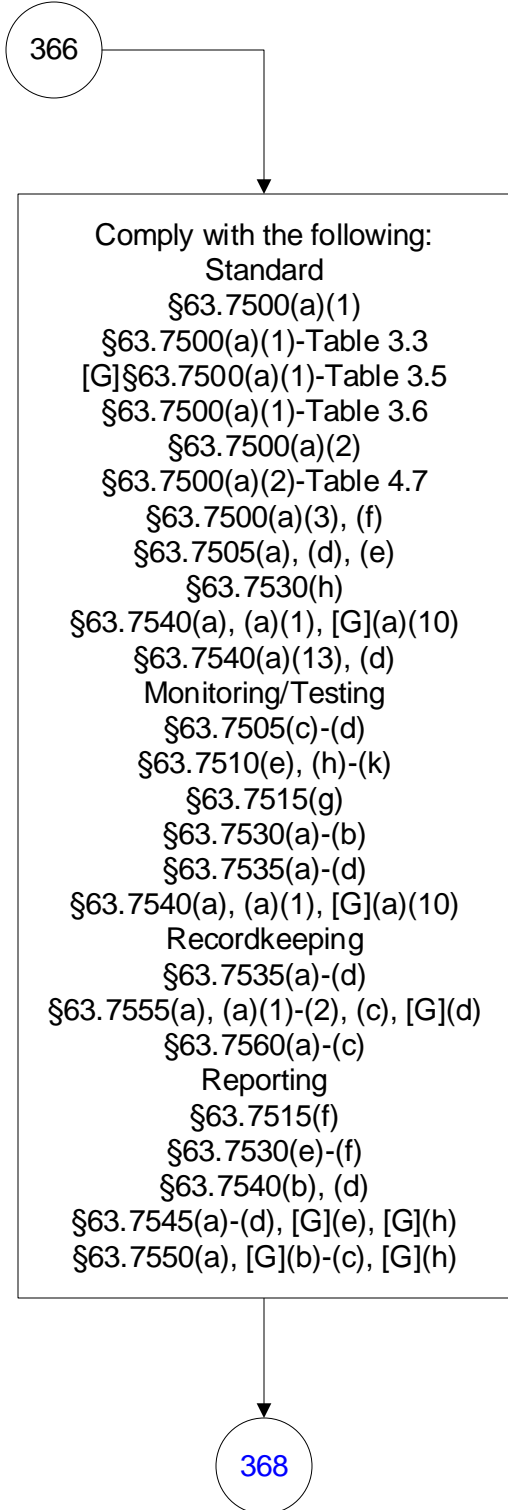 366
Comply with the following:
Standard
§63.7500(a)(1)
§63.7500(a)(1)-Table 3.3
[G]§63.7500(a)(1)-Table 3.5
§63.7500(a)(1)-Table 3.6
§63.7500(a)(2)
§63.7500(a)(2)-Table 4.7
§63.7500(a)(3), (f)
§63.7505(a), (d), (e)
§63.7530(h)
§63.7540(a), (a)(1), [G](a)(10)
§63.7540(a)(13), (d)
Monitoring/Testing
§63.7505(c)-(d)
§63.7510(e), (h)-(k)
§63.7515(g)
§63.7530(a)-(b)
§63.7535(a)-(d)
§63.7540(a), (a)(1), [G](a)(10)
Recordkeeping
§63.7535(a)-(d)
§63.7555(a), (a)(1)-(2), (c), [G](d)
§63.7560(a)-(c)
Reporting
§63.7515(f)
§63.7530(e)-(f)
§63.7540(b), (d)
§63.7545(a)-(d), [G](e), [G](h)
§63.7550(a), [G](b)-(c), [G](h)
368